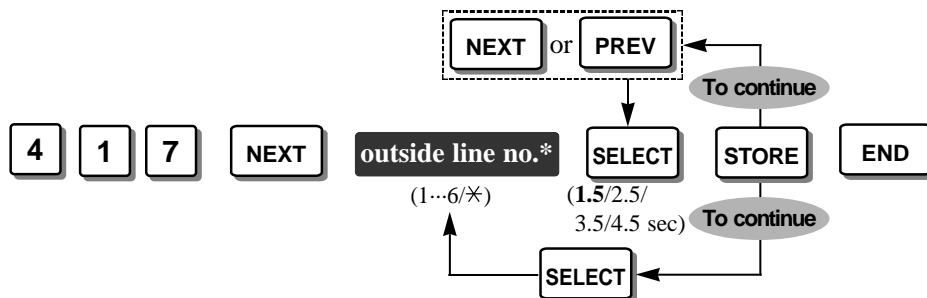 NEXT or PREV
To continue
4 1 7 NEXT outside line no.* SELECT STORE END
(1···6/✳) (1.5/2.5/
3.5/4.5 sec)
To continue
SELECT